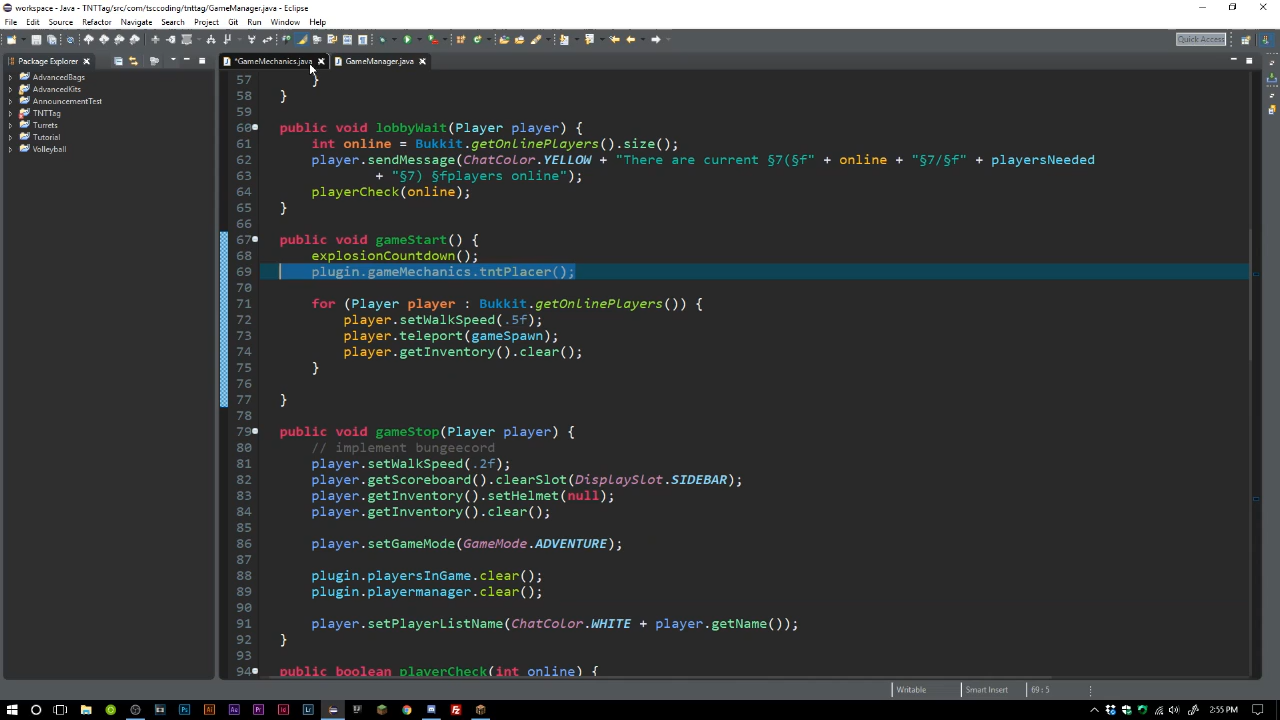 workspace - Java - TNTTag/src/com/tsccoding/tnttag/GameManager.java - Eclipse
File Edit Source Refactor Navigate Search Project Git Run Window Help
Quick Access
Package Explorer
*GameMechanics.java
GameManager.java
AdvancedBags
AdvancedKits
AnnouncementTest
TNTTag
Turrets
Tutorial
Volleyball
57 }
58 }
59
60 public void lobbyWait(Player player) {
61 int online = Bukkit.getOnlinePlayers().size();
62 player.sendMessage(ChatColor.YELLOW + "There are current §7(§f" + online + "§7/§f" + playersNeeded
63 + "§7) §fplayers online");
64 playerCheck(online);
65 }
66
67 public void gameStart() {
68 explosionCountdown();
69 plugin.gameMechanics.tntPlacer();
70
71 for (Player player : Bukkit.getOnlinePlayers()) {
72 player.setWalkSpeed(.5f);
73 player.teleport(gameSpawn);
74 player.getInventory().clear();
75 }
76
77 }
78
79 public void gameStop(Player player) {
80 // implement bungeecord
81 player.setWalkSpeed(.2f);
82 player.getScoreboard().clearSlot(DisplaySlot.SIDEBAR);
83 player.getInventory().setHelmet(null);
84 player.getInventory().clear();
85
86 player.setGameMode(GameMode.ADVENTURE);
87
88 plugin.playersInGame.clear();
89 plugin.playermanager.clear();
90
91 player.setPlayerListName(ChatColor.WHITE + player.getName());
92 }
93
94 public boolean playerCheck(int online) {
Writable
Smart Insert
69 : 5
2:55 PM